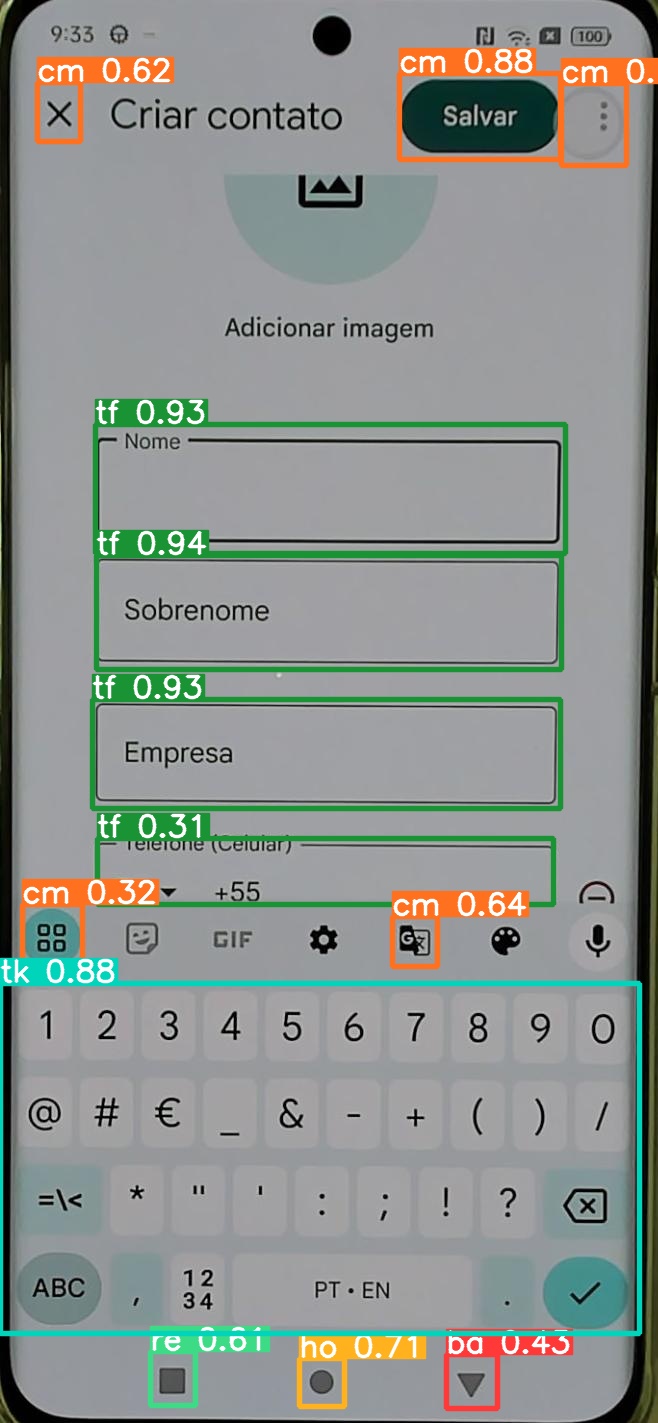 9:33 100
cm 0.62 cm 0.88 cm 0.
Criar contato Salvar
Adicionar imagem
tf 0.93
Nome
tf 0.94
Sobrenome
tf 0.93
Empresa
tf 0.31
Telefone (Celular)
+55
cm 0.32 cm 0.64
GIF G
tk 0.88
1 2 3 4 5 6 7 8 9 0
@ # € _ & - + ( ) /
=\< * " ' : ; ! ?
ABC , 12 34 PT • EN .
re 0.61 ho 0.71 ba 0.43